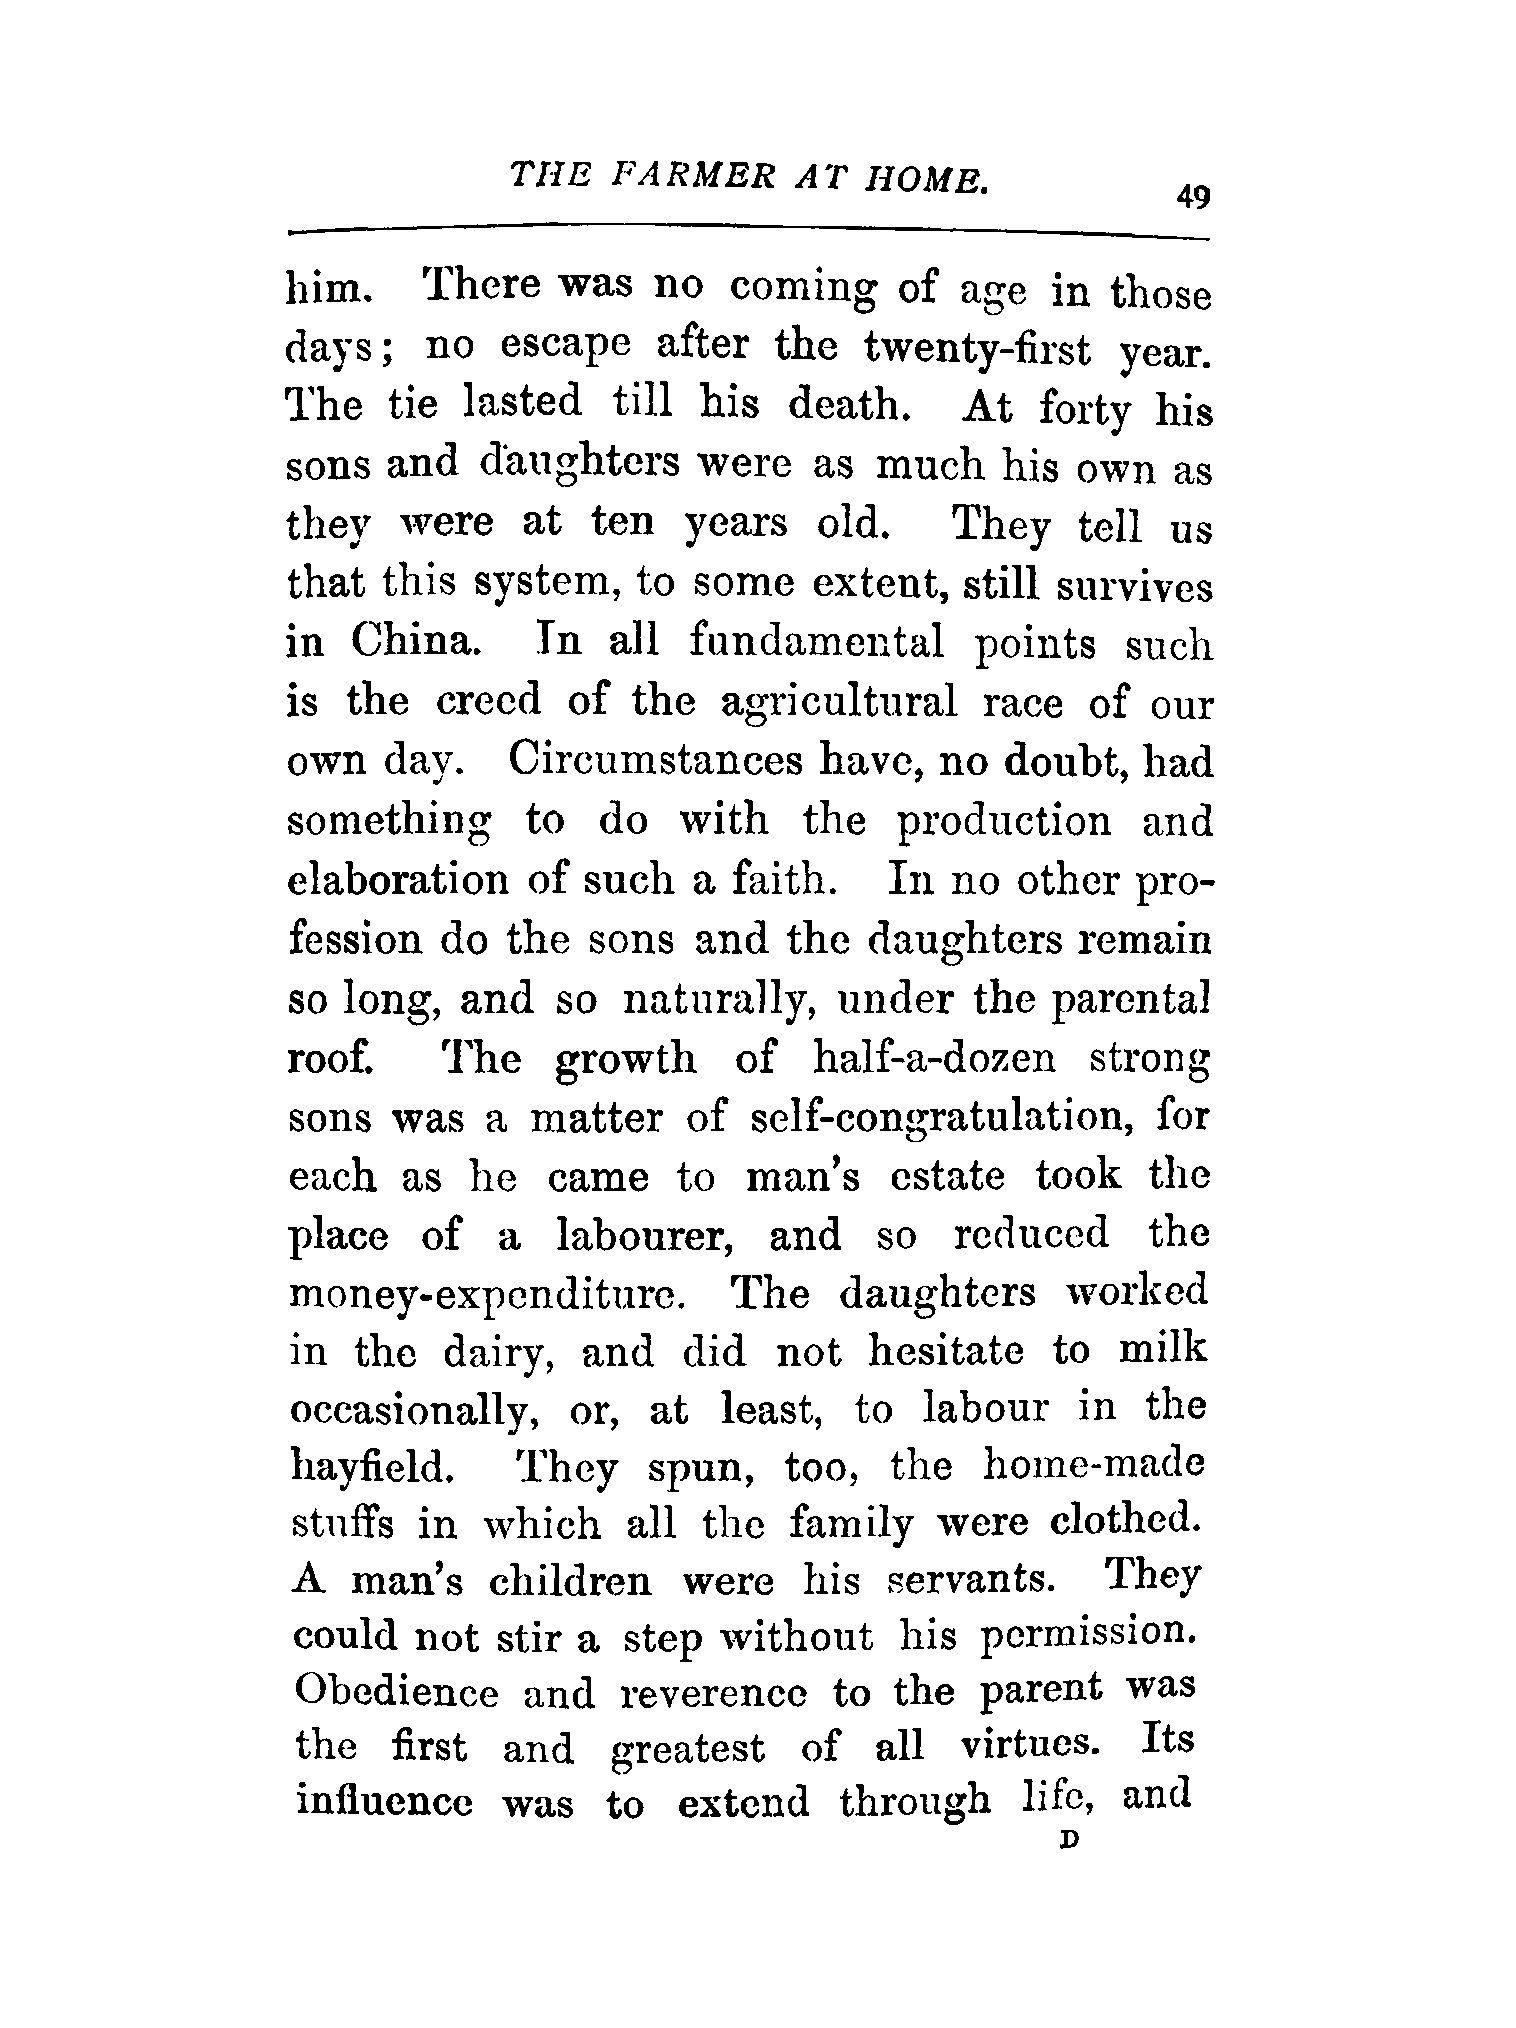 THE FARMER AT HOME.
49
him. There was no coming of age in those
days; no escape after the twenty-first year.
The tie lasted till his death. At forty his
sons and daughters were as much his own as
they were at ten years old. They tell us
that this system, to some extent, still survives
in China. In all fundamental points such
is the creed of the agricultural race of our
own day. Circumstances have, no doubt, had
something to do with the production and
elaboration of such a faith. In no other pro-
fession do the sons and the daughters remain
so long, and so naturally, under the parental
roof. The growth of half-a-dozen strong
sons was a matter of self-congratulation, for
each as he came to man's estate took the
place of a labourer, and so reduced the
money-expenditure. The daughters worked
in the dairy, and did not hesitate to milk
occasionally, or, at least, to labour in the
hayfield. They spun, too, the home-made
stuffs in which all the family were clothed.
A man's children were his servants. They
could not stir a step without his permission.
Obedience and reverence to the parent was
the first and greatest of all virtues. Its
influence was to extend through life, and
D